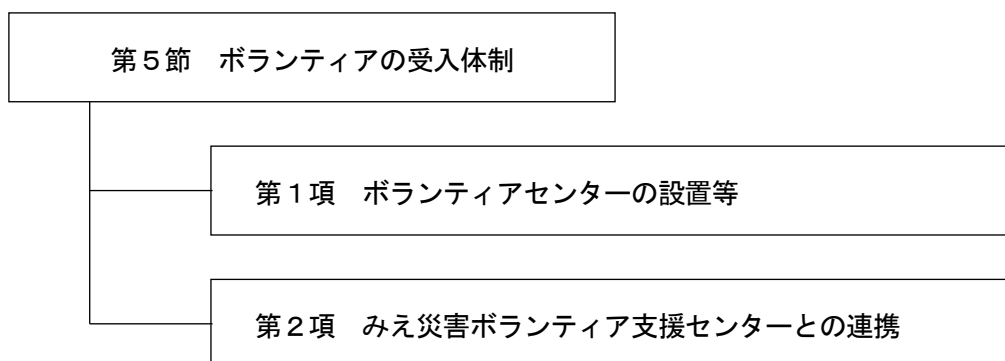 第５節　ボランティアの受入体制
第１項　ボランティアセンターの設置等
第２項　みえ災害ボランティア支援センターとの連携